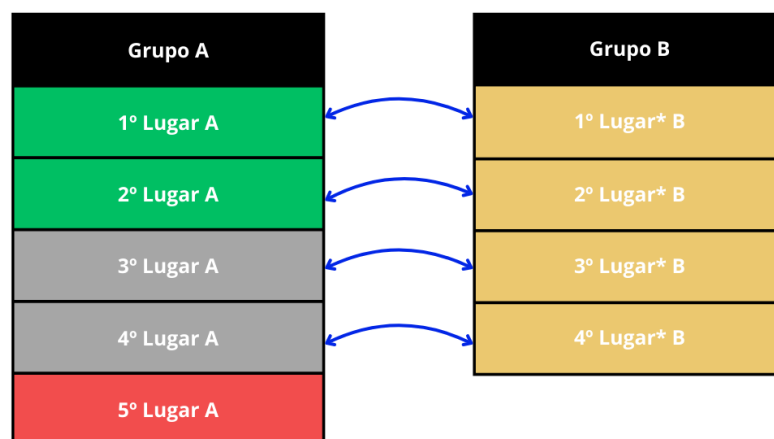 Grupo A
1º Lugar A
2º Lugar A
3º Lugar A
4º Lugar A
5º Lugar A
Grupo B
1º Lugar* B
2º Lugar* B
3º Lugar* B
4º Lugar* B